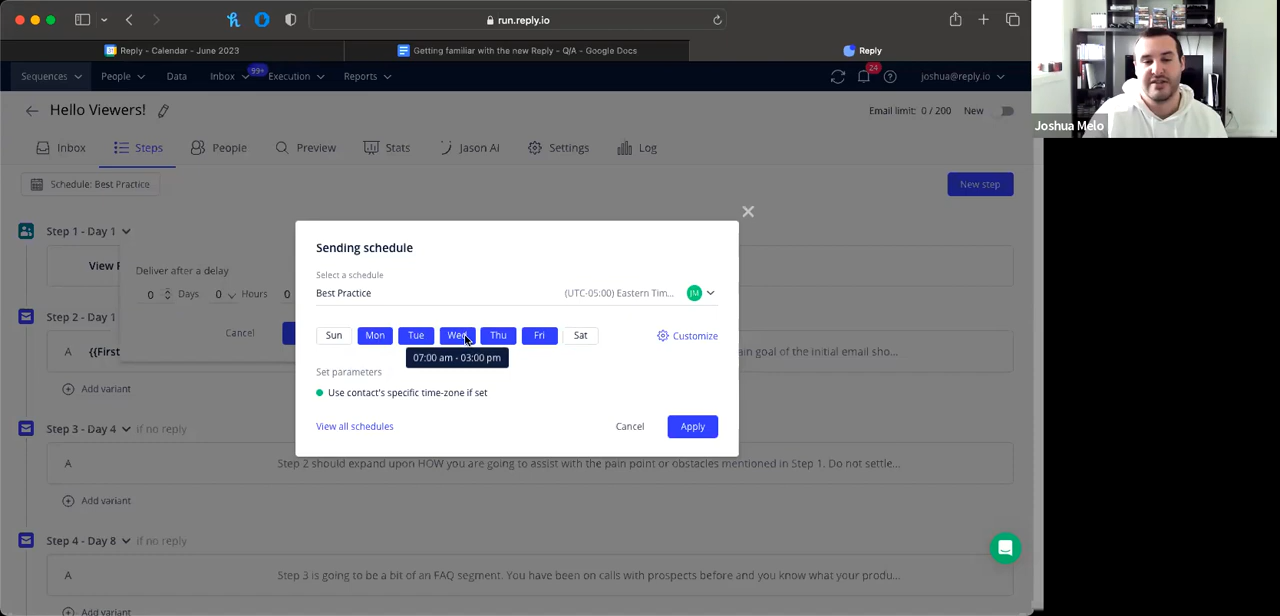 run.reply.io
Reply - Calendar - June 2023
Getting familiar with the new Reply - Q/A - Google Docs
Reply
Sequences
People
Data
Inbox
99+
Execution
Reports
24
joshua@reply.io
Hello Viewers!
Email limit: 0 / 200
New
Joshua Melo
Inbox
Steps
People
Preview
Stats
Jason AI
Settings
Log
Schedule: Best Practice
New step
Step 1 - Day 1
View
Deliver after a delay
0 Days 0 Hours 0
Cancel
Step 2 - Day 1
A {{First
ain goal of the initial email sho...
Add variant
Step 3 - Day 4 if no reply
A Step 2 should expand upon HOW you are going to assist with the pain point or obstacles mentioned in Step 1. Do not settle...
Add variant
Step 4 - Day 8 if no reply
A Step 3 is going to be a bit of an FAQ segment. You have been on calls with prospects before and you know what your produ...
Add variant
Sending schedule
Select a schedule
Best Practice (UTC-05:00) Eastern Tim... JM
Sun Mon Tue Wed Thu Fri Sat Customize
07:00 am - 03:00 pm
Set parameters
Use contact's specific time-zone if set
View all schedules Cancel Apply